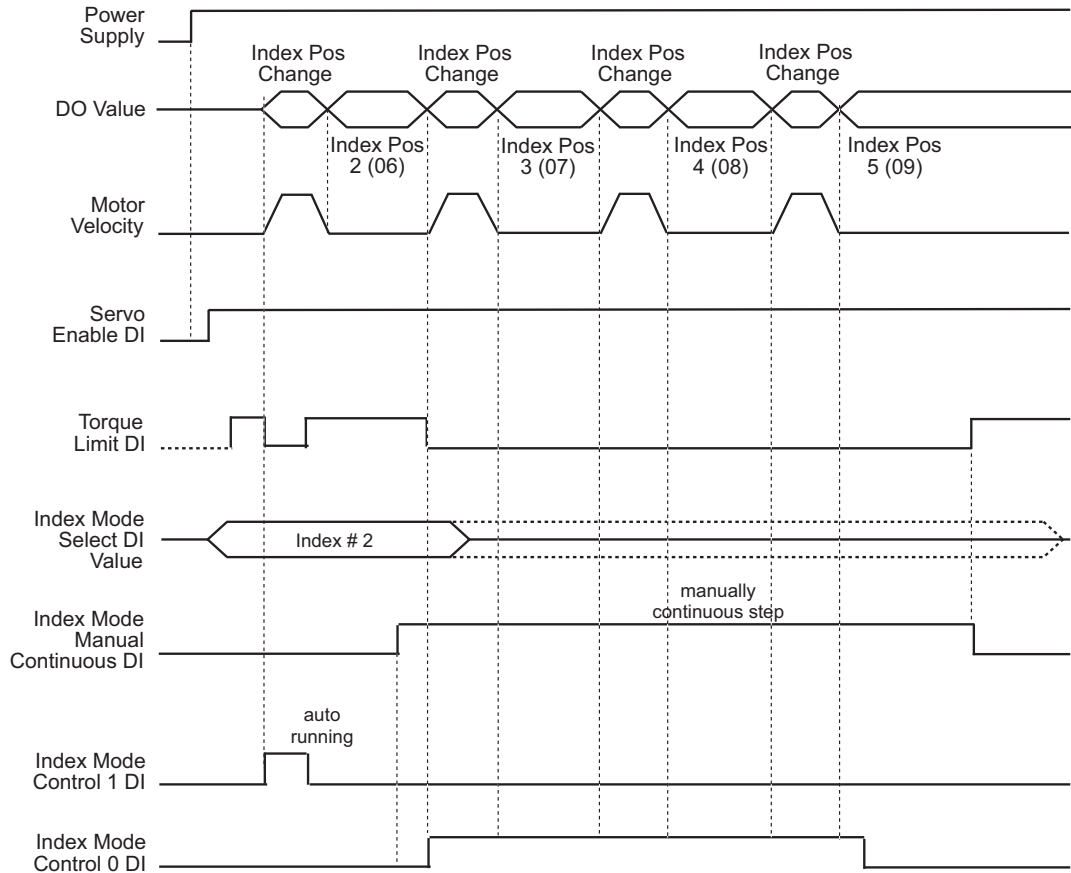 Power
Supply
Index Pos
Change
Index Pos
Change
Index Pos
Change
Index Pos
Change
DO Value
Index Pos
2 (06)
Index Pos
3 (07)
Index Pos
4 (08)
Index Pos
5 (09)
Motor
Velocity
Servo
Enable DI
Torque
Limit DI
Index Mode
Select DI
Value
Index # 2
manually
continuous step
Index Mode
Manual
Continuous DI
auto
running
Index Mode
Control 1 DI
Index Mode
Control 0 DI